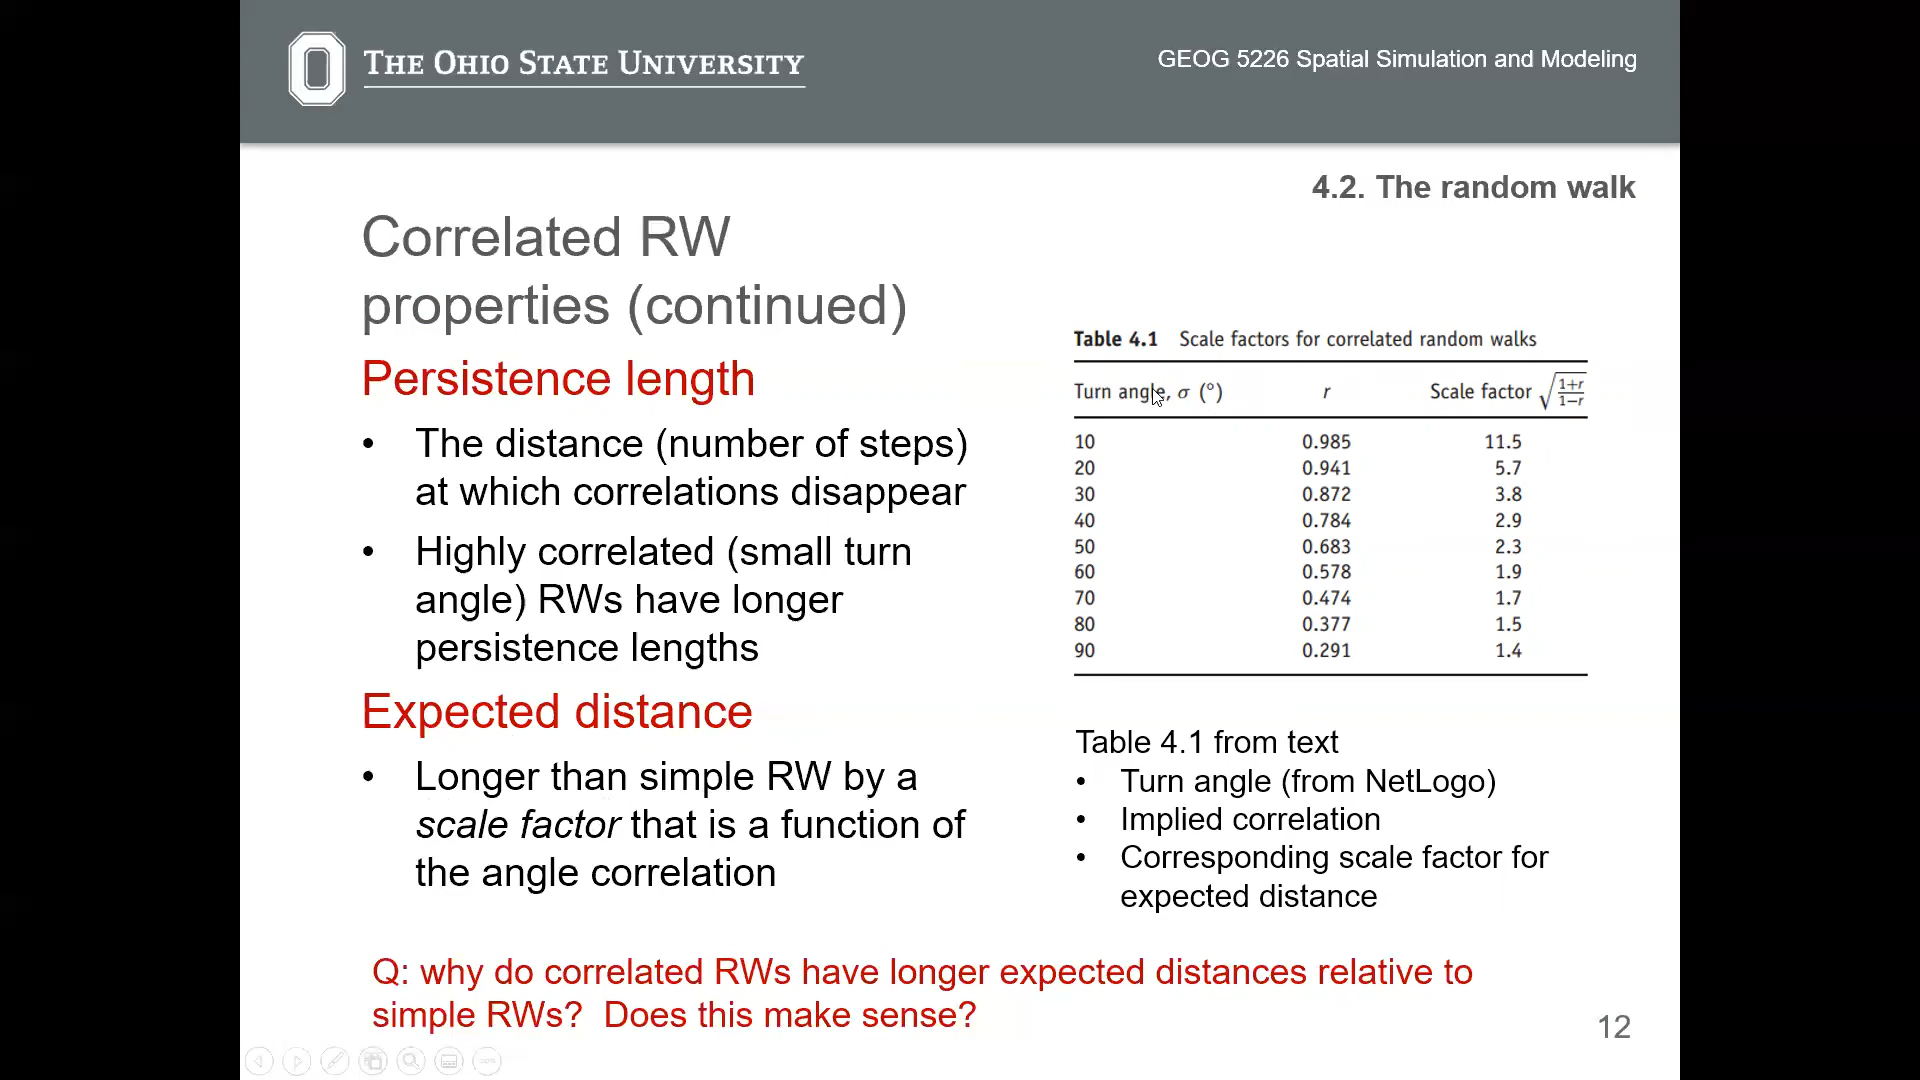 THE OHIO STATE UNIVERSITY
GEOG 5226 Spatial Simulation and Modeling
4.2. The random walk
Correlated RW
properties (continued)
Persistence length
• The distance (number of steps)
at which correlations disappear
• Highly correlated (small turn
angle) RWs have longer
persistence lengths
Expected distance
• Longer than simple RW by a
scale factor that is a function of
the angle correlation
Table 4.1 Scale factors for correlated random walks
Turn angle, σ (°) r Scale factor √(1+r/1−r)
10 0.985 11.5
20 0.941 5.7
30 0.872 3.8
40 0.784 2.9
50 0.683 2.3
60 0.578 1.9
70 0.474 1.7
80 0.377 1.5
90 0.291 1.4
Table 4.1 from text
• Turn angle (from NetLogo)
• Implied correlation
• Corresponding scale factor for
expected distance
Q: why do correlated RWs have longer expected distances relative to
simple RWs? Does this make sense?
12